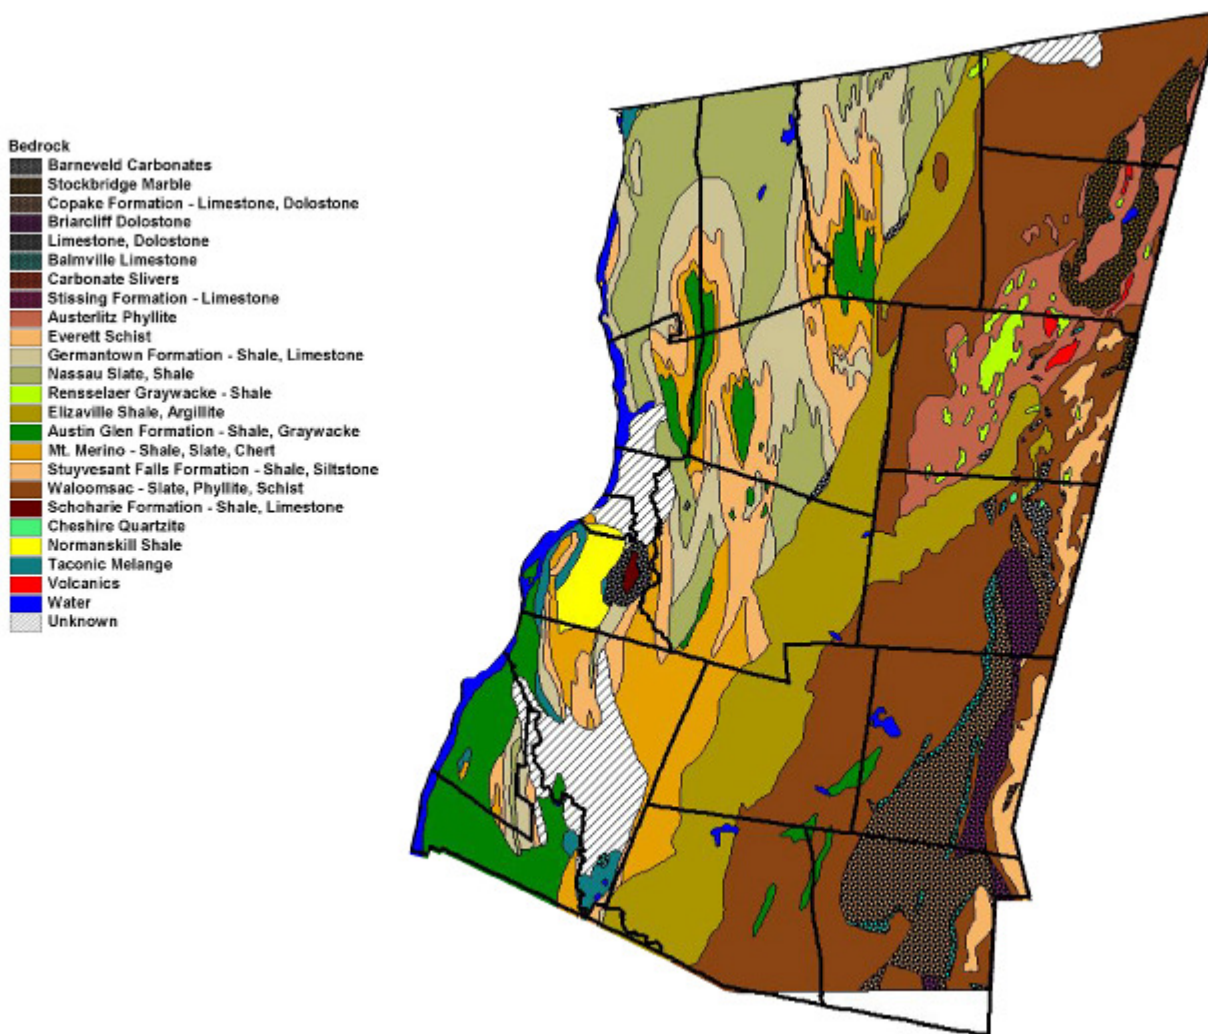 Bedrock
Barneveld Carbonates
Stockbridge Marble
Copake Formation - Limestone, Dolostone
Briarcliff Dolostone
Limestone, Dolostone
Balmville Limestone
Carbonate Slivers
Stissing Formation - Limestone
Austerlitz Phyllite
Everett Schist
Germantown Formation - Shale, Limestone
Nassau Slate, Shale
Rensselaer Graywacke - Shale
Elizaville Shale, Argillite
Austin Glen Formation - Shale, Graywacke
Mt. Merino - Shale, Slate, Chert
Stuyvesant Falls Formation - Shale, Siltstone
Waloomsac - Slate, Phyllite, Schist
Schoharie Formation - Shale, Limestone
Cheshire Quartzite
Normanskill Shale
Taconic Melange
Volcanics
Water
Unknown